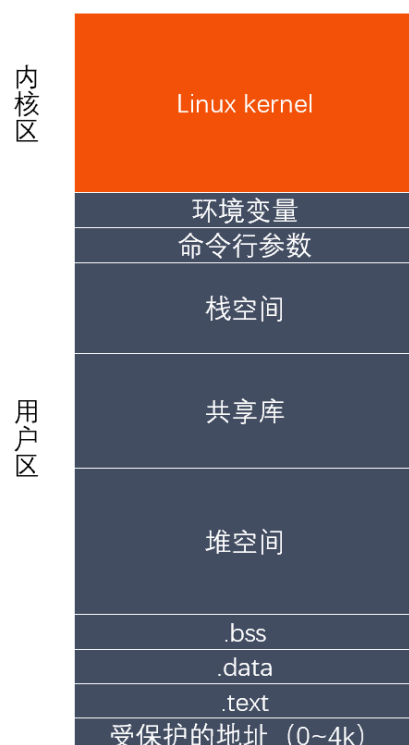 内核区
Linux kernel
环境变量
命令行参数
栈空间
用户区
共享库
堆空间
.bss
.data
.text
受保护的地址（0~4k）